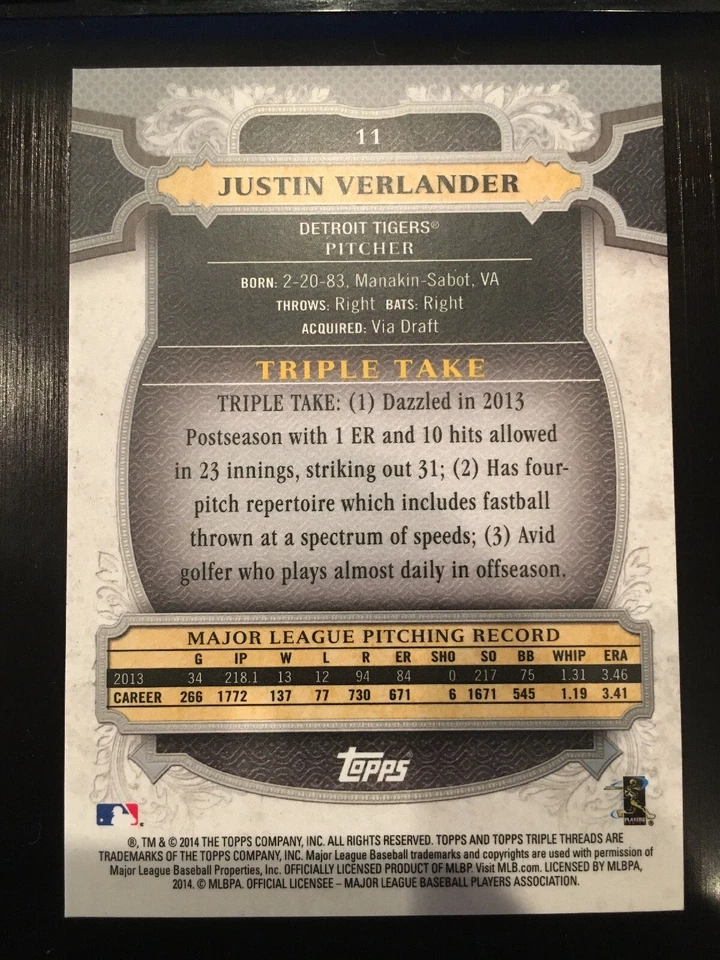 11
JUSTIN VERLANDER
DETROIT TIGERS®
PITCHER
BORN: 2-20-83, Manakin-Sabot, VA
THROWS: Right BATS: Right
ACQUIRED: Via Draft
TRIPLE TAKE
TRIPLE TAKE: (1) Dazzled in 2013
Postseason with 1 ER and 10 hits allowed
in 23 innings, striking out 31; (2) Has four-
pitch repertoire which includes fastball
thrown at a spectrum of speeds; (3) Avid
golfer who plays almost daily in offseason.
MAJOR LEAGUE PITCHING RECORD
G IP W L R ER SHO SO BB WHIP ERA
2013 34 218.1 13 12 94 84 0 217 75 1.31 3.46
CAREER 266 1772 137 77 730 671 6 1671 545 1.19 3.41
topps®
PLAYERS
®, TM & © 2014 THE TOPPS COMPANY, INC. ALL RIGHTS RESERVED. TOPPS AND TOPPS TRIPLE THREADS ARE
TRADEMARKS OF THE TOPPS COMPANY, INC. Major League Baseball trademarks and copyrights are used with permission of
Major League Baseball Properties, Inc. OFFICIALLY LICENSED PRODUCT OF MLBP. Visit MLB.com. LICENSED BY MLBPA,
2014. © MLBPA. OFFICIAL LICENSEE – MAJOR LEAGUE BASEBALL PLAYERS ASSOCIATION.